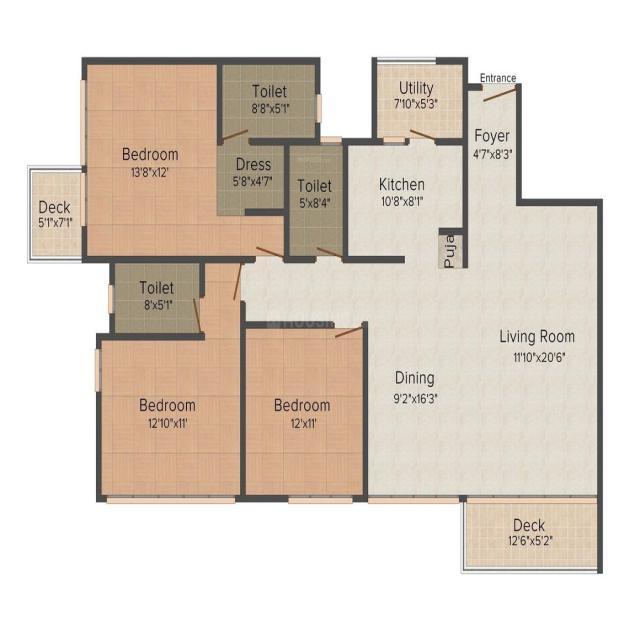 Entrance
Toilet
8'8"x5'1"
Utility
7'10"x5'3"
Foyer
4'7"x8'3"
Bedroom
13'8"x12'
Dress
5'8"x4'7"
Toilet
5'x8'4"
Kitchen
10'8"x8'1"
Deck
5'1"x7'1"
Puja
Toilet
8'x5'1"
Living Room
11'10"x20'6"
Dining
9'2"x16'3"
Bedroom
12'10"x11'
Bedroom
12'x11'
Deck
12'6"x5'2"